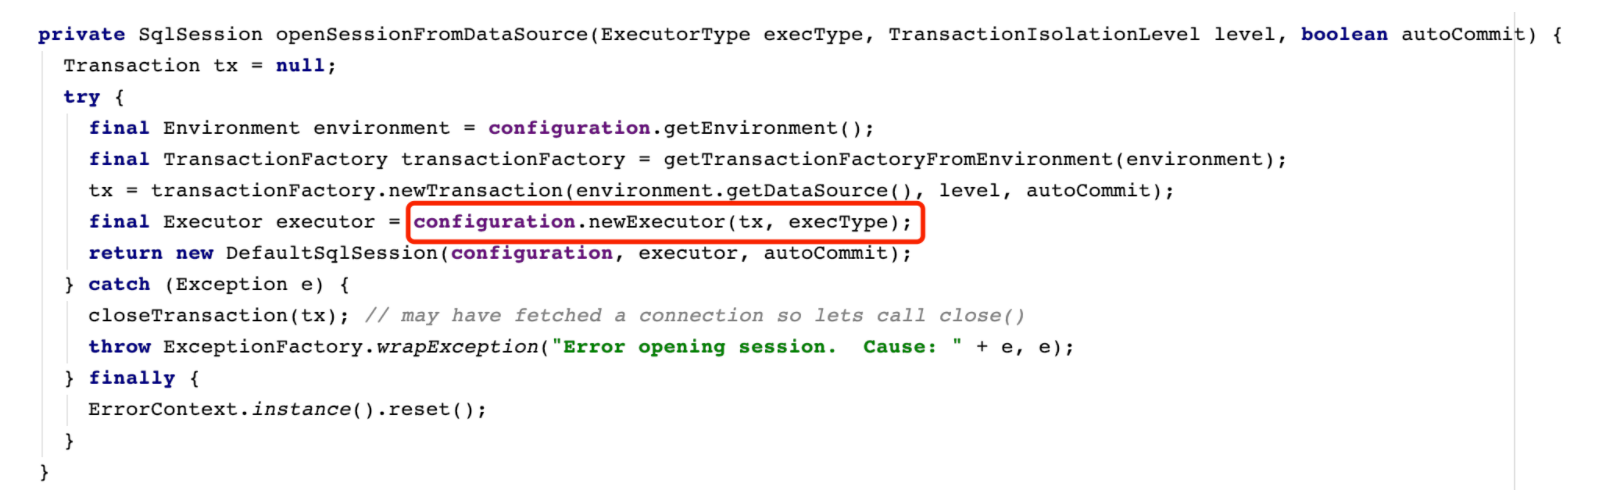 private SqlSession openSessionFromDataSource(ExecutorType execType, TransactionIsolationLevel level, boolean autoCommit) {
  Transaction tx = null;
  try {
    final Environment environment = configuration.getEnvironment();
    final TransactionFactory transactionFactory = getTransactionFactoryFromEnvironment(environment);
    tx = transactionFactory.newTransaction(environment.getDataSource(), level, autoCommit);
    final Executor executor = configuration.newExecutor(tx, execType);
    return new DefaultSqlSession(configuration, executor, autoCommit);
  } catch (Exception e) {
    closeTransaction(tx); // may have fetched a connection so lets call close()
    throw ExceptionFactory.wrapException("Error opening session.  Cause: " + e, e);
  } finally {
    ErrorContext.instance().reset();
  }
}